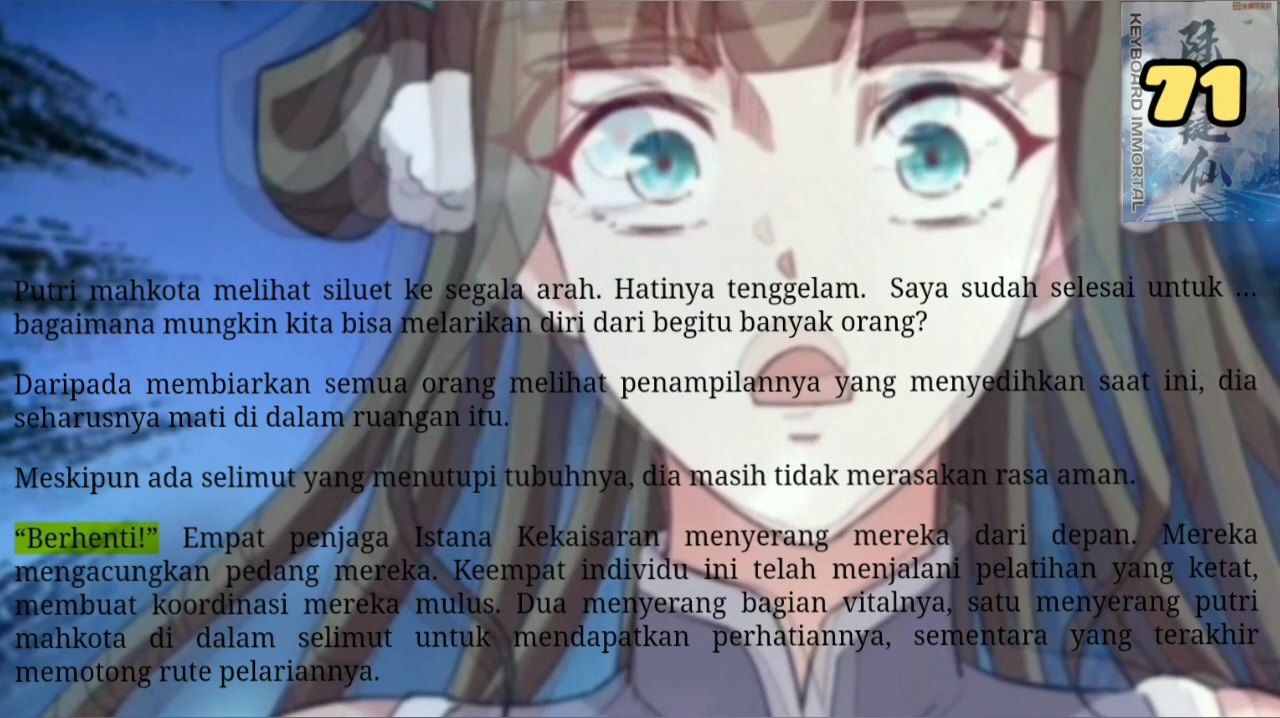 KEYBOARD IMMORTAL
71
Putri mahkota melihat siluet ke segala arah. Hatinya tenggelam. Saya sudah selesai untuk ...
bagaimana mungkin kita bisa melarikan diri dari begitu banyak orang?
Daripada membiarkan semua orang melihat penampilannya yang menyedihkan saat ini, dia
seharusnya mati di dalam ruangan itu.
Meskipun ada selimut yang menutupi tubuhnya, dia masih tidak merasakan rasa aman.
“Berhenti!” Empat penjaga Istana Kekaisaran menyerang mereka dari depan. Mereka
mengacungkan pedang mereka. Keempat individu ini telah menjalani pelatihan yang ketat,
membuat koordinasi mereka mulus. Dua menyerang bagian vitalnya, satu menyerang putri
mahkota di dalam selimut untuk mendapatkan perhatiannya, sementara yang terakhir
memotong rute pelariannya.